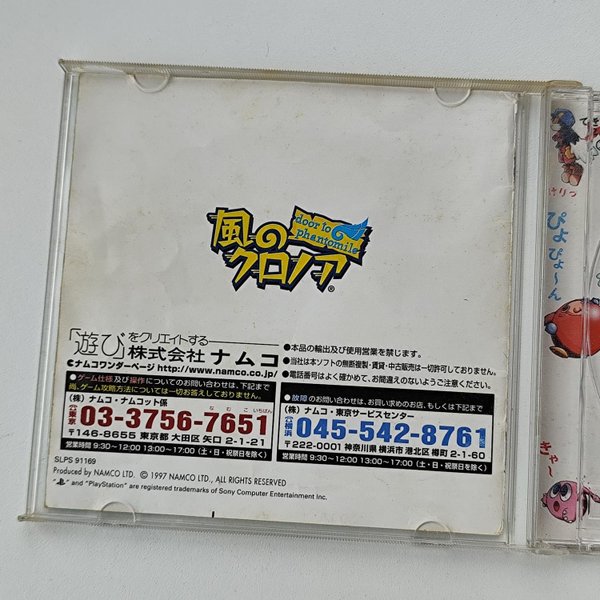 door to
phantomile
風のクロノア
®
「遊び」をクリエイトする
株式会社ナムコ
ナムコワンダーページ http://www.namco.co.jp/
●本品の輸出及び使用営業を禁じます。
●当社は本ソフトの無断複製・賃貸・中古販売は一切許可しておりません。
●電話番号はよく確かめて、お間違えのないようご注意ください。
●ゲーム仕様及び操作についてのお問い合わせは、下記まで
尚、ゲーム攻略方法については一切お答えしておりません。
(株)ナムコ・ナムコット係
東京 03-3756-7651
なむこ いちばん
〒146-8655 東京都 大田区 矢口 2-1-21
営業時間 9:30~12:00 13:00~17:00 (土・日・祝祭日を除く)
●故障のお問い合わせは、お買い求めのお店、もしくは下記まで
(株)ナムコ・東京サービスセンター
横浜 045-542-8761
〒222-0001 神奈川県 横浜市 港北区 樽町 2-1-60
営業時間 9:30~12:00 13:00~17:00 (土・日・祝祭日を除く)
SLPS 91169
Produced by NAMCO LTD. © 1997 NAMCO LTD., ALL RIGHTS RESERVED
" " and "PlayStation" are registered trademarks of Sony Computer Entertainment Inc.
ぴょ
ぴょ~ん
きゃ~